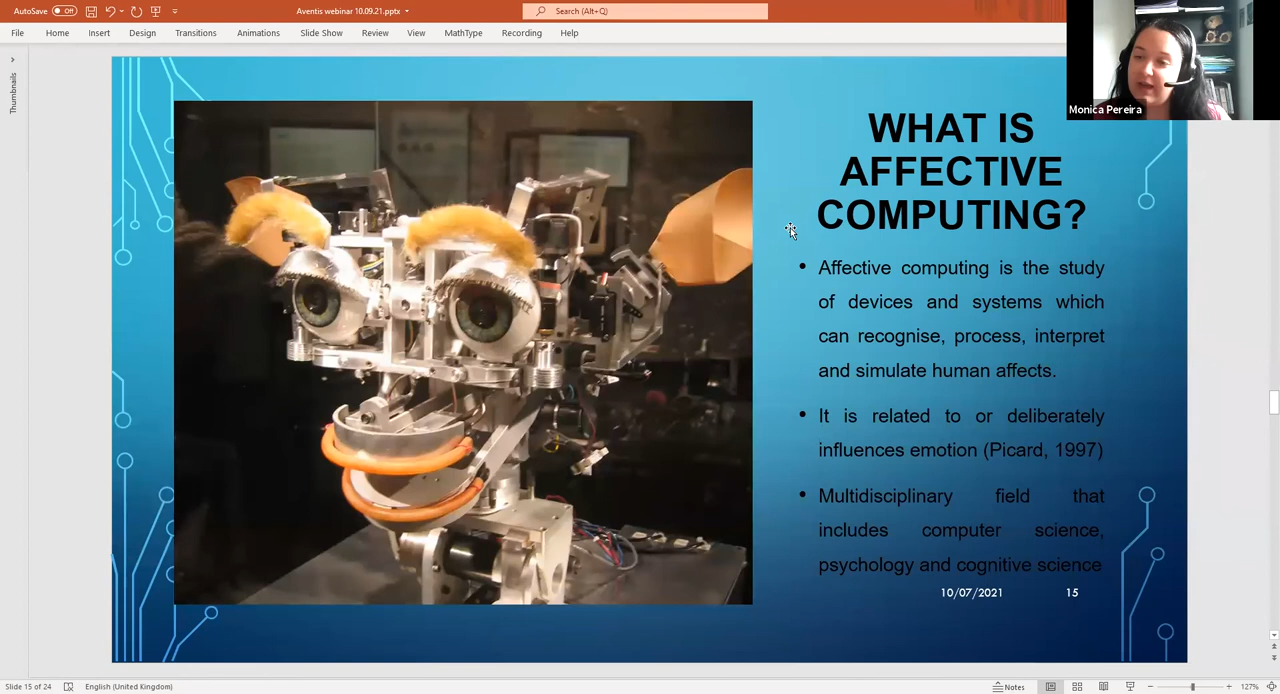 AutoSave Off Aventis webinar 10.09.21.pptx Search (Alt+Q)
File Home Insert Design Transitions Animations Slide Show Review View MathType Recording Help
Monica Pereira
Thumbnails
WHAT IS
AFFECTIVE
COMPUTING?
• Affective computing is the study
of devices and systems which
can recognise, process, interpret
and simulate human affects.
• It is related to or deliberately
influences emotion (Picard, 1997)
• Multidisciplinary field that
includes computer science,
psychology and cognitive science
10/07/2021 15
Slide 15 of 24 English (United Kingdom) Notes 127%